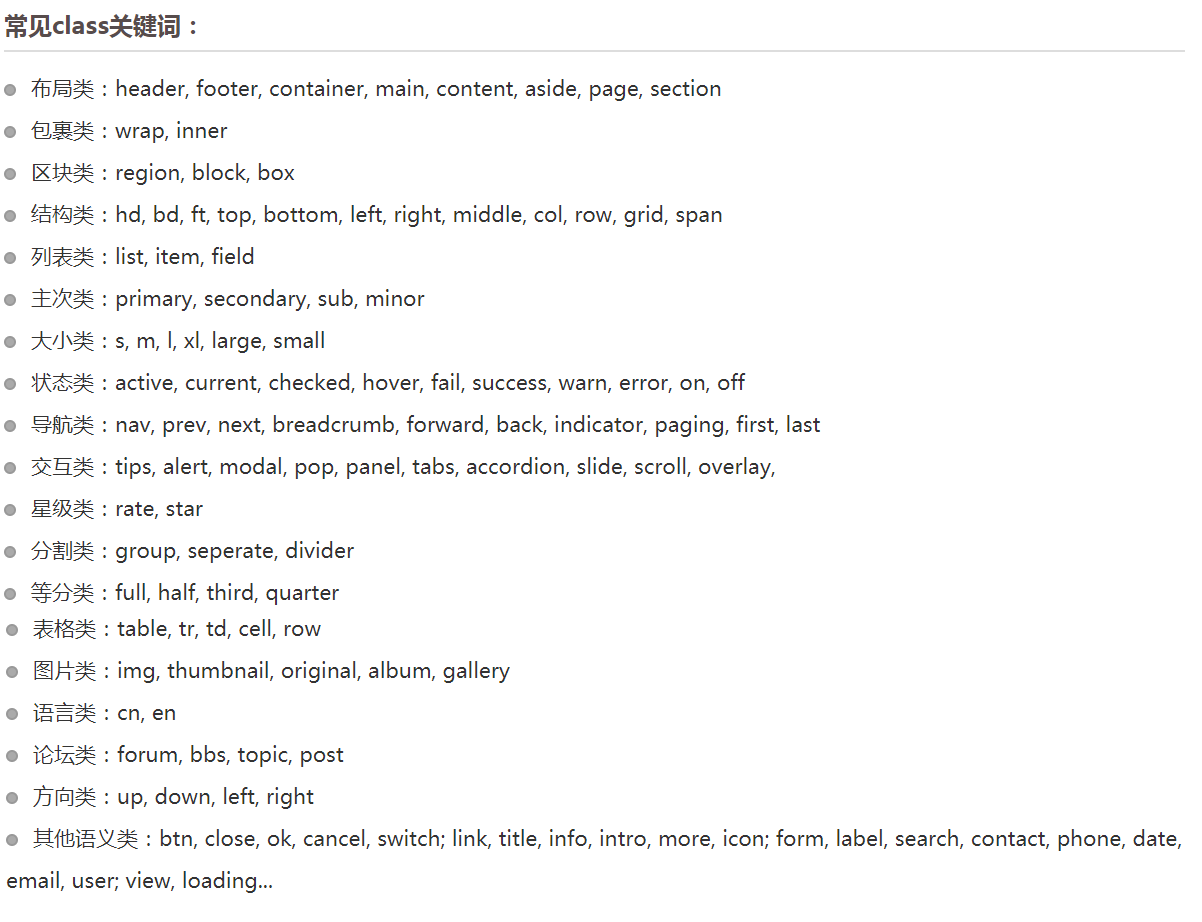 常见class关键词：
布局类：header, footer, container, main, content, aside, page, section
包裹类：wrap, inner
区块类：region, block, box
结构类：hd, bd, ft, top, bottom, left, right, middle, col, row, grid, span
列表类：list, item, field
主次类：primary, secondary, sub, minor
大小类：s, m, l, xl, large, small
状态类：active, current, checked, hover, fail, success, warn, error, on, off
导航类：nav, prev, next, breadcrumb, forward, back, indicator, paging, first, last
交互类：tips, alert, modal, pop, panel, tabs, accordion, slide, scroll, overlay,
星级类：rate, star
分割类：group, seperate, divider
等分类：full, half, third, quarter
表格类：table, tr, td, cell, row
图片类：img, thumbnail, original, album, gallery
语言类：cn, en
论坛类：forum, bbs, topic, post
方向类：up, down, left, right
其他语义类：btn, close, ok, cancel, switch; link, title, info, intro, more, icon; form, label, search, contact, phone, date,
email, user; view, loading...